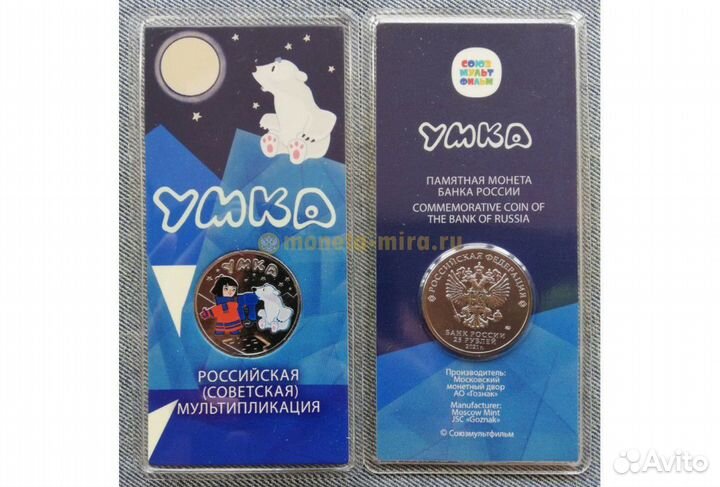 УМКА
УМКА
РОССИЙСКАЯ
(СОВЕТСКАЯ)
МУЛЬТИПЛИКАЦИЯ
СОЮЗ
МУЛЬТ
ФИЛЬМ
УМКА
ПАМЯТНАЯ МОНЕТА
БАНКА РОССИИ
COMMEMORATIVE COIN OF
THE BANK OF RUSSIA
moneta-mira.ru
РОССИЙСКАЯ ФЕДЕРАЦИЯ
БАНК РОССИИ
25 РУБЛЕЙ
2021 г.
Производитель:
Московский
монетный двор
АО «Гознак»
Manufacturer:
Moscow Mint
JSC «Goznak»
© Союзмультфильм
Avito